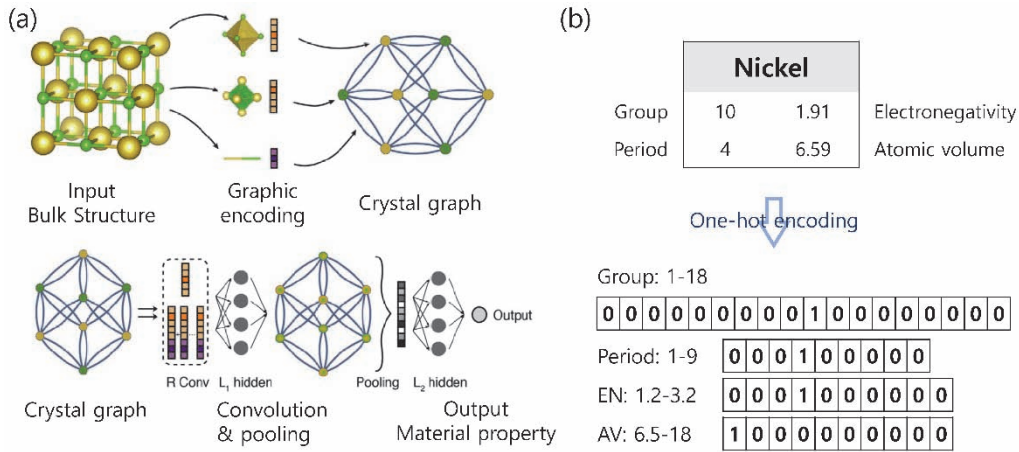 (a)
Input
Bulk Structure
Graphic
encoding
Crystal graph
R Conv
L1 hidden
Pooling
L2 hidden
Output
Crystal graph
Convolution
& pooling
Output
Material property
(b)
Nickel
Group 10 1.91 Electronegativity
Period 4 6.59 Atomic volume
One-hot encoding
Group: 1-18
0 0 0 0 0 0 0 0 0 1 0 0 0 0 0 0 0 0
Period: 1-9 0 0 0 1 0 0 0 0 0
EN: 1.2-3.2 0 0 0 1 0 0 0 0 0 0
AV: 6.5-18 1 0 0 0 0 0 0 0 0 0